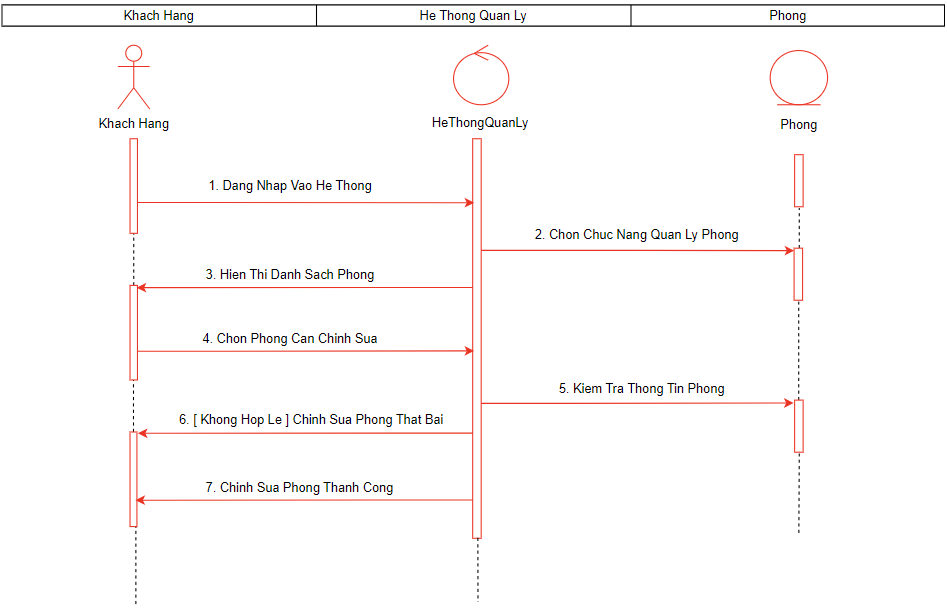 Khach Hang
He Thong Quan Ly
Phong
Khach Hang
HeThongQuanLy
Phong
1. Dang Nhap Vao He Thong
2. Chon Chuc Nang Quan Ly Phong
3. Hien Thi Danh Sach Phong
4. Chon Phong Can Chinh Sua
5. Kiem Tra Thong Tin Phong
6. [ Khong Hop Le ] Chinh Sua Phong That Bai
7. Chinh Sua Phong Thanh Cong